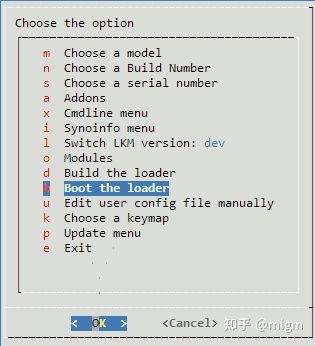 Choose the option
m Choose a model
n Choose a Build Number
s Choose a serial number
a Addons
x Cmdline menu
i Synoinfo menu
l Switch LKM version: dev
o Modules
d Build the loader
b Boot the loader
u Edit user config file manually
k Choose a keymap
p Update menu
e Exit
< OK > <Cancel>
知乎 @mlgm